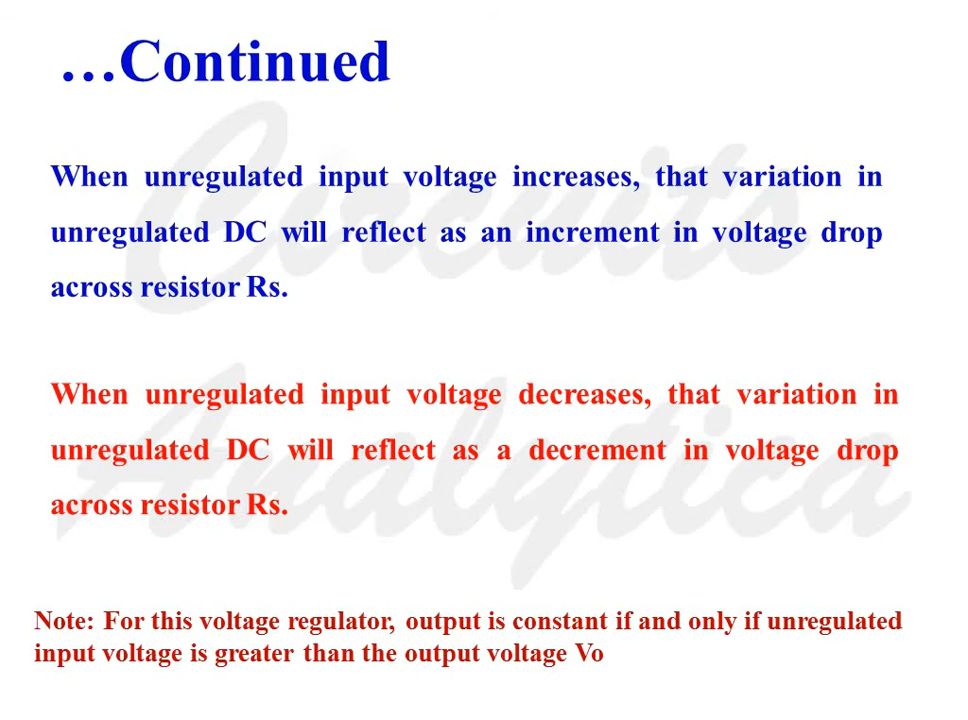 ...Continued
When unregulated input voltage increases, that variation in
unregulated DC will reflect as an increment in voltage drop
across resistor Rs.
When unregulated input voltage decreases, that variation in
unregulated DC will reflect as a decrement in voltage drop
across resistor Rs.
Note: For this voltage regulator, output is constant if and only if unregulated
input voltage is greater than the output voltage Vo
Circuits
Analytica